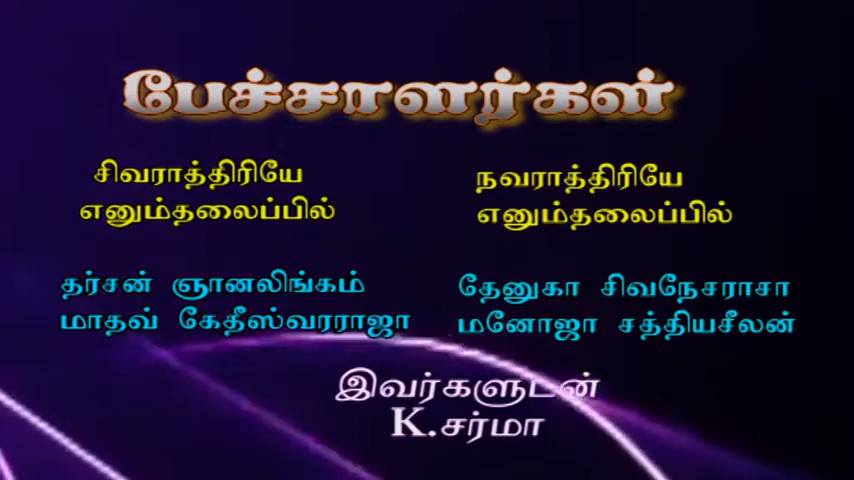 பேச்சாளர்கள்
சிவராத்திரியே
எனும்தலைப்பில்
தர்சன் ஞானலிங்கம்
மாதவ் கேதீஸ்வரராஜா
நவராத்திரியே
எனும்தலைப்பில்
தேனுகா சிவநேசராசா
மனோஜா சத்தியசீலன்
இவர்களுடன்
K.சர்மா